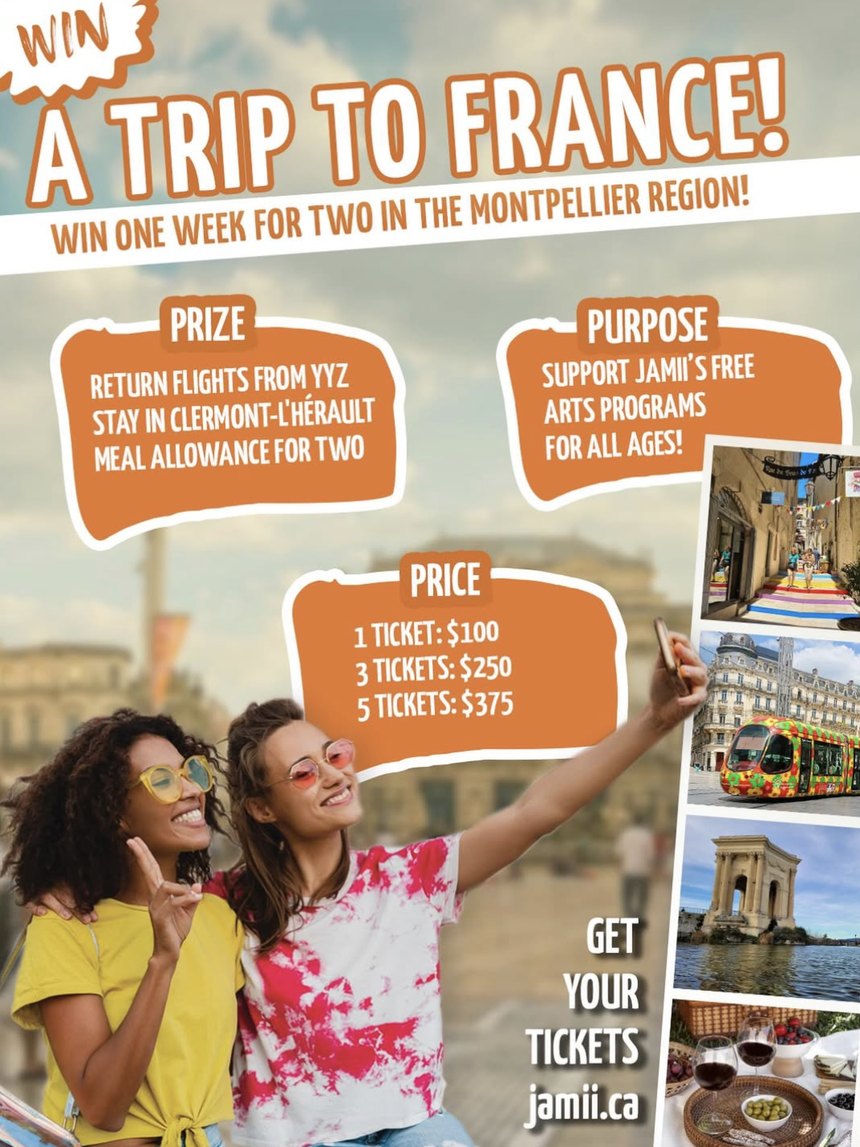 WIN
A TRIP TO FRANCE!
WIN ONE WEEK FOR TWO IN THE MONTPELLIER REGION!
PRIZE
RETURN FLIGHTS FROM YYZ
STAY IN CLERMONT-L'HÉRAULT
MEAL ALLOWANCE FOR TWO
PURPOSE
SUPPORT JAMII'S FREE
ARTS PROGRAMS
FOR ALL AGES!
PRICE
1 TICKET: $100
3 TICKETS: $250
5 TICKETS: $375
GET
YOUR
TICKETS
jamii.ca